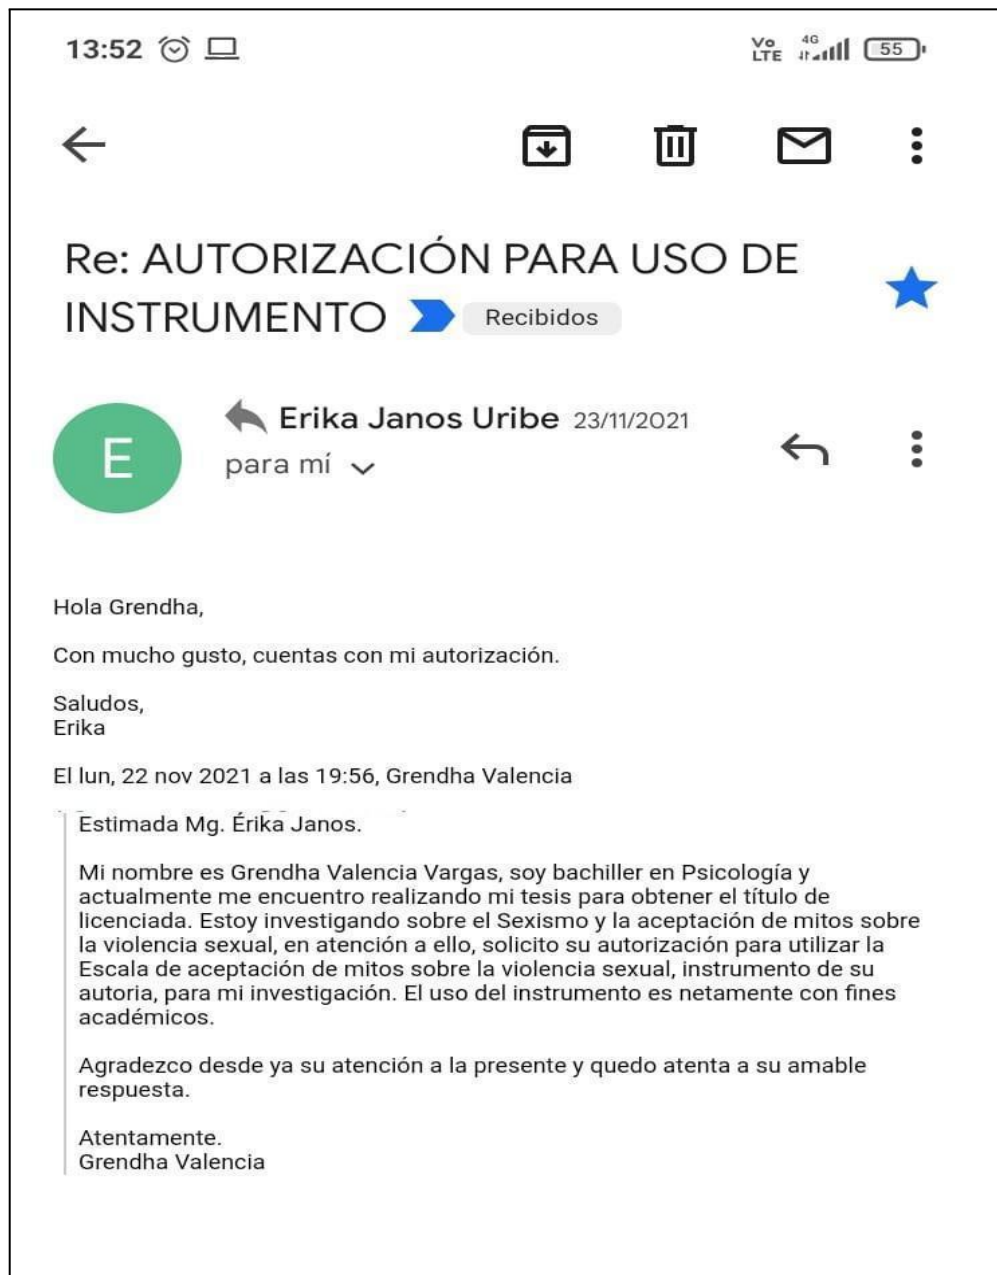 13:52
Vo LTE 4G 55
Re: AUTORIZACIÓN PARA USO DE
INSTRUMENTO Recibidos
E
Erika Janos Uribe 23/11/2021
para mí
Hola Grendha,
Con mucho gusto, cuentas con mi autorización.
Saludos,
Erika
El lun, 22 nov 2021 a las 19:56, Grendha Valencia
Estimada Mg. Érika Janos.
Mi nombre es Grendha Valencia Vargas, soy bachiller en Psicología y
actualmente me encuentro realizando mi tesis para obtener el título de
licenciada. Estoy investigando sobre el Sexismo y la aceptación de mitos sobre
la violencia sexual, en atención a ello, solicito su autorización para utilizar la
Escala de aceptación de mitos sobre la violencia sexual, instrumento de su
autoria, para mi investigación. El uso del instrumento es netamente con fines
académicos.
Agradezco desde ya su atención a la presente y quedo atenta a su amable
respuesta.
Atentamente.
Grendha Valencia